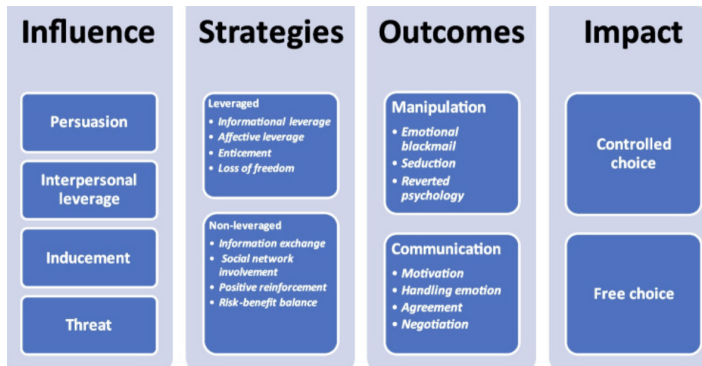 Influence
Persuasion
Interpersonal
leverage
Inducement
Threat
Strategies
Leveraged
• Informational leverage
• Affective leverage
• Enticement
• Loss of freedom
Non-leveraged
• Information exchange
• Social network
involvement
• Positive reinforcement
• Risk-benefit balance
Outcomes
Manipulation
• Emotional
blackmail
• Seduction
• Reverted
psychology
Communication
• Motivation
• Handling emotion
• Agreement
• Negotiation
Impact
Controlled
choice
Free choice